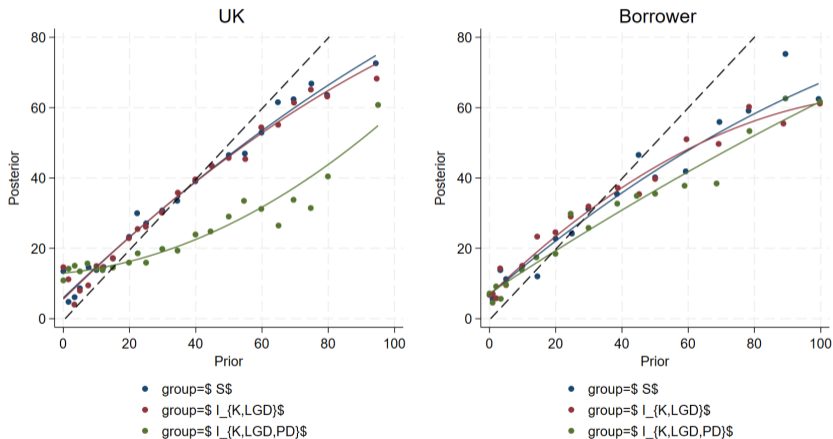 UK
80
60
40
20
0
Posterior
0 20 40 60 80 100
Prior
group=$ S$
group=$ I_{K,LGD}$
group=$ I_{K,LGD,PD}$
Borrower
80
60
40
20
0
Posterior
0 20 40 60 80 100
Prior
group=$ S$
group=$ I_{K,LGD}$
group=$ I_{K,LGD,PD}$